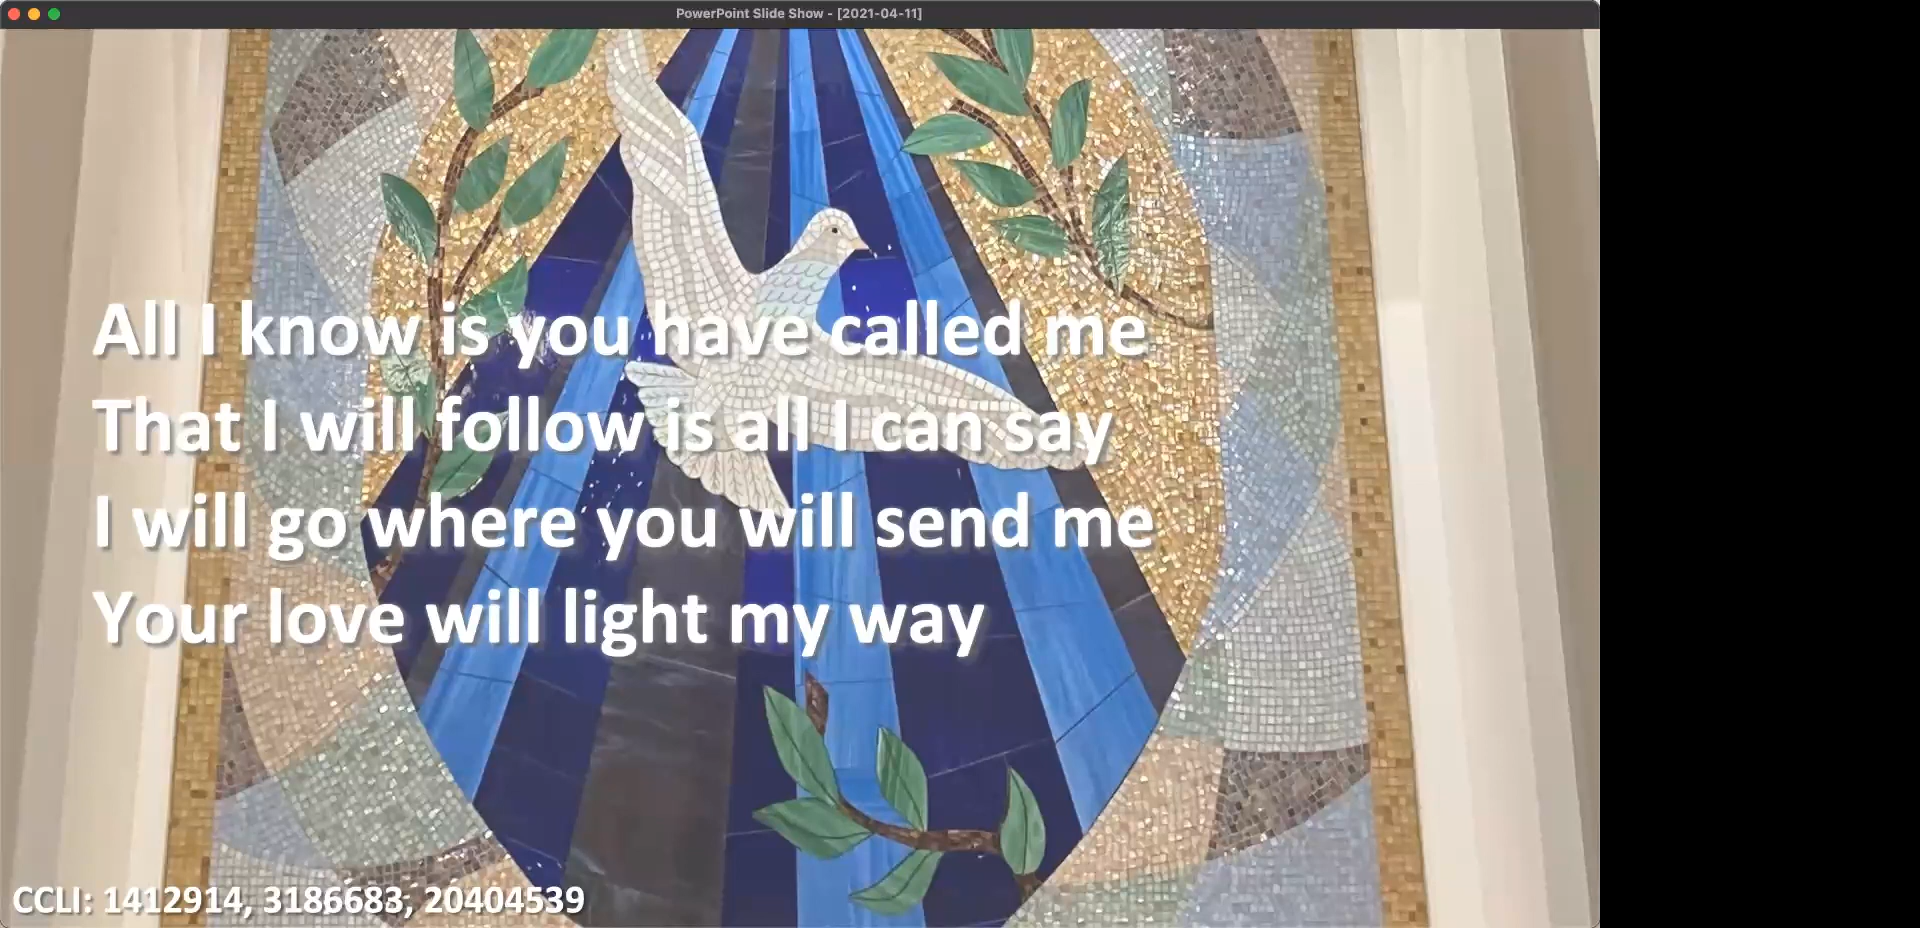 PowerPoint Slide Show - [2021-04-11]
All I know is you have called me
That I will follow is all I can say
I will go where you will send me
Your love will light my way
CCLI: 1412914, 3186683, 20404539